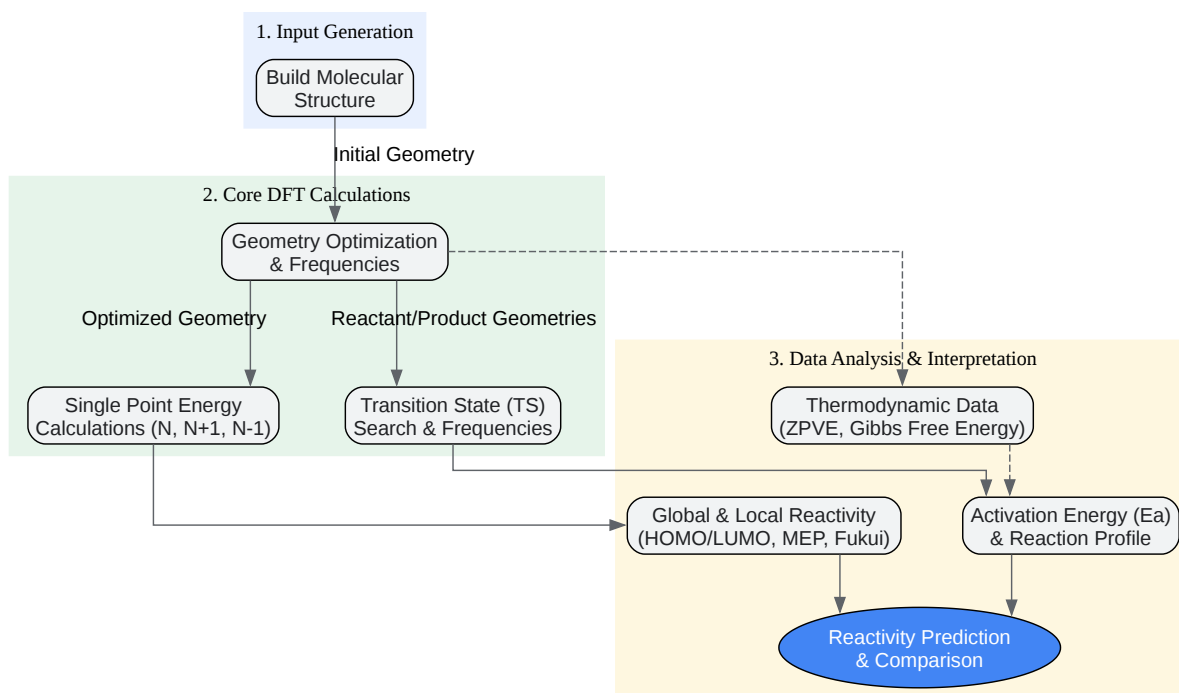 1. Input Generation
Build Molecular
Structure
Initial Geometry
2. Core DFT Calculations
Geometry Optimization
& Frequencies
Optimized Geometry
Reactant/Product Geometries
3. Data Analysis & Interpretation
Single Point Energy
Calculations (N, N+1, N-1)
Transition State (TS)
Search & Frequencies
Thermodynamic Data
(ZPVE, Gibbs Free Energy)
Global & Local Reactivity
(HOMO/LUMO, MEP, Fukui)
Activation Energy (Ea)
& Reaction Profile
Reactivity Prediction
& Comparison